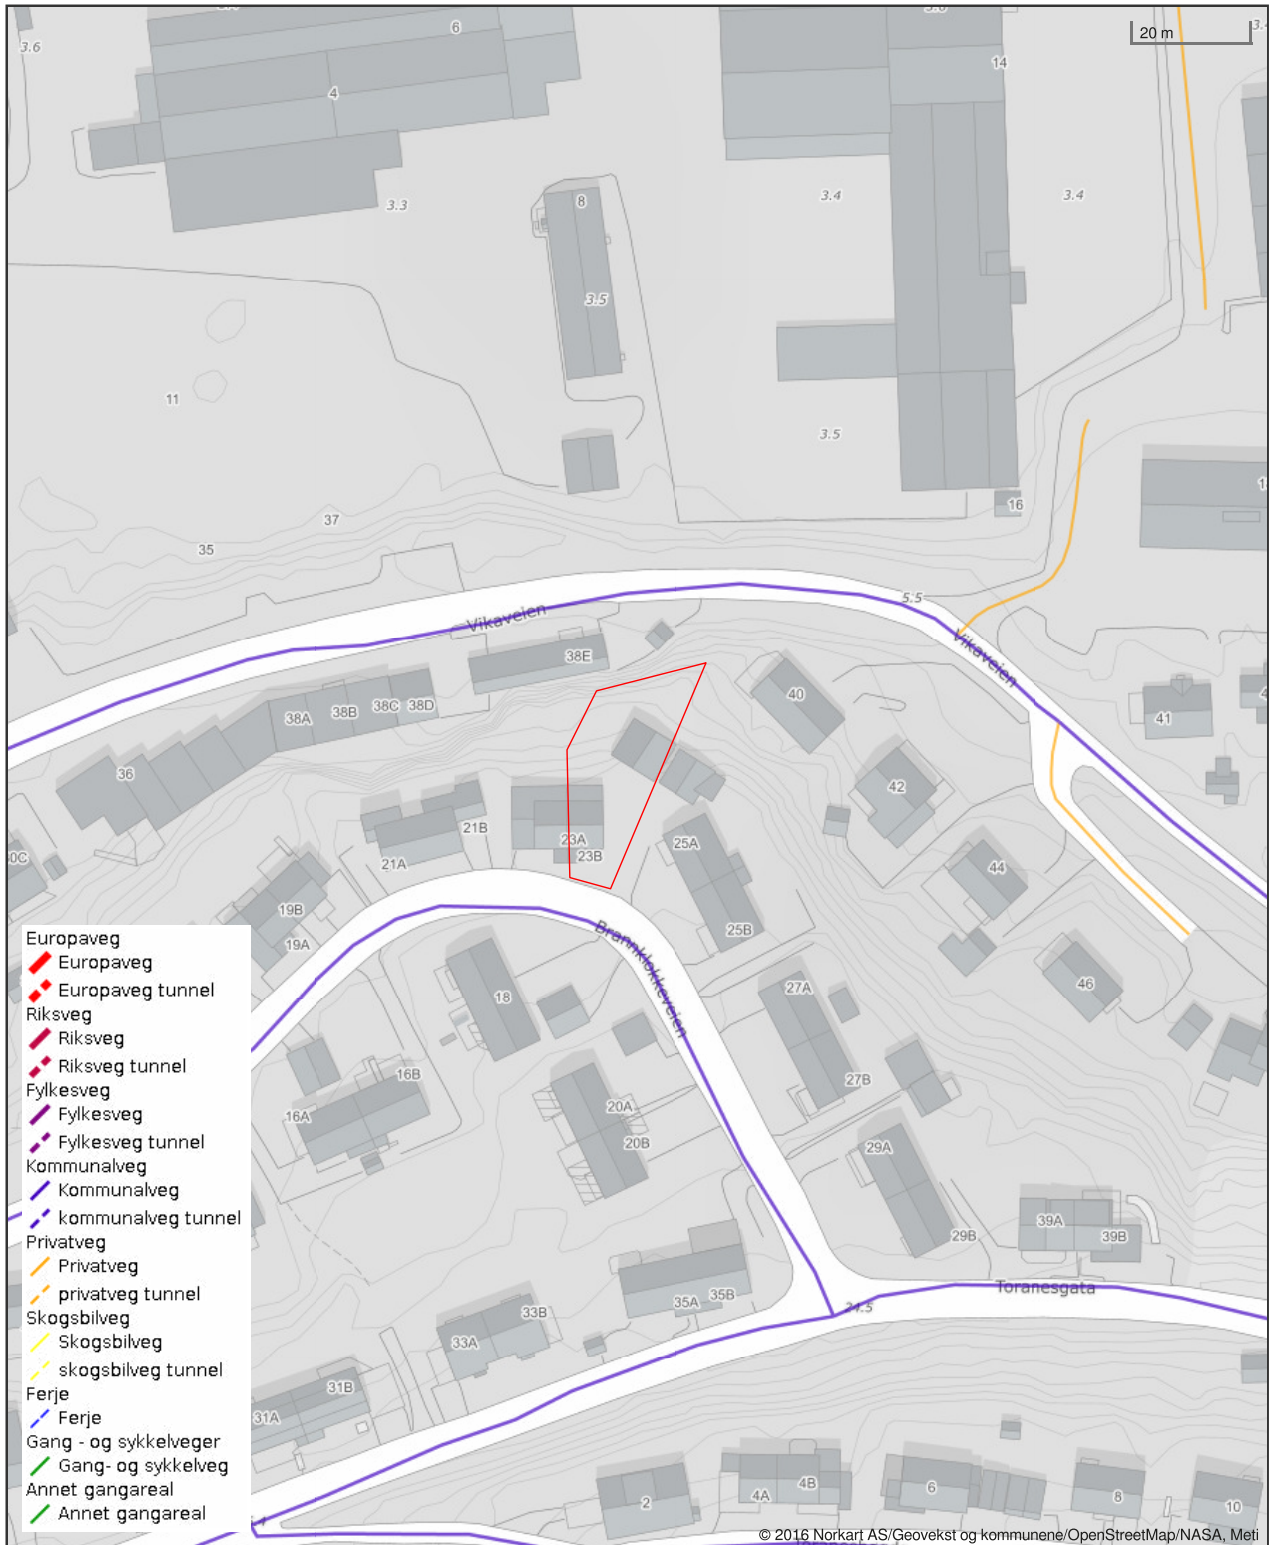 6
3.6
20 m
14
4
8
3.3
3.4
3.4
3.5
11
3.5
16
37
35
5.5
Vikaveien
Vikaveien
38E
40
38A
38B
38C
38D
41
36
42
21B
23A
23B
25A
21A
44
19B
19A
25B
Brannklokkeveien
46
27A
18
16B
27B
16A
20A
20B
29A
29B
39A
39B
Toranesgata
24.5
35A
35B
33B
33A
31B
31A
2
4A
4B
6
8
10
Europaveg
Europaveg
Europaveg tunnel
Riksveg
Riksveg
Riksveg tunnel
Fylkesveg
Fylkesveg
Fylkesveg tunnel
Kommunalveg
Kommunalveg
kommunalveg tunnel
Privatveg
Privatveg
privatveg tunnel
Skogsbilveg
Skogsbilveg
skogsbilveg tunnel
Ferje
Ferje
Gang - og sykkelveger
Gang- og sykkelveg
Annet gangareal
Annet gangareal
© 2016 Norkart AS/Geovekst og kommunene/OpenStreetMap/NASA, Meti